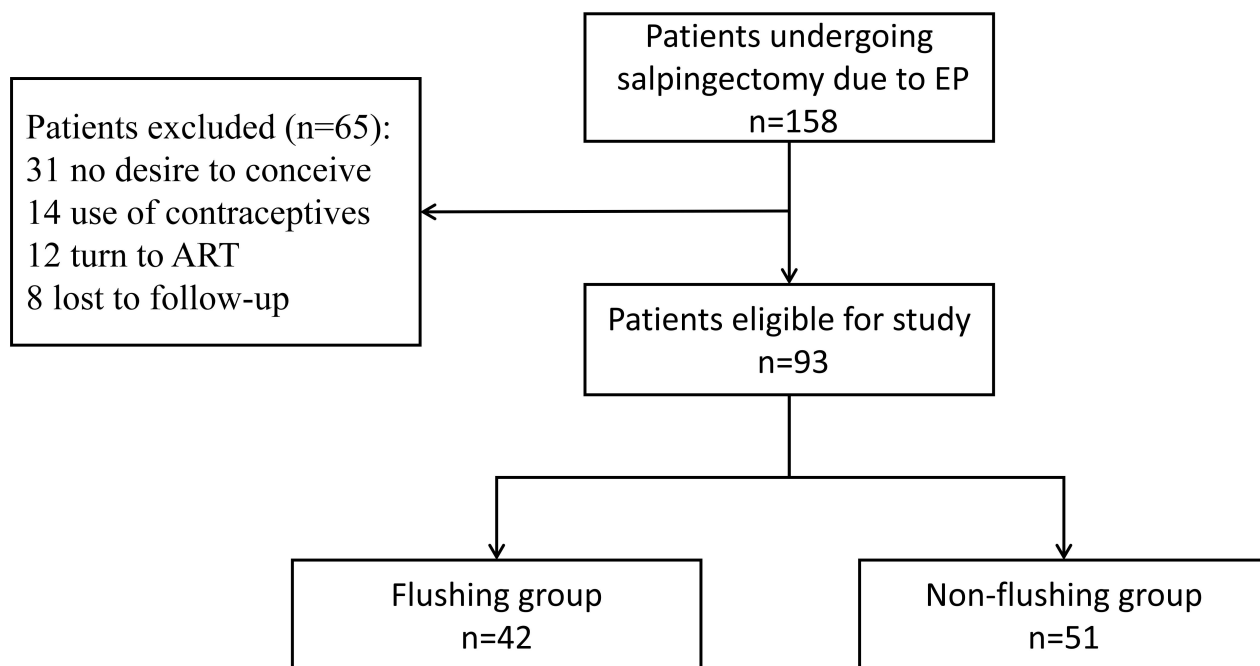 Patients undergoing
salpingectomy due to EP
n=158
Patients excluded (n=65):
31 no desire to conceive
14 use of contraceptives
12 turn to ART
8 lost to follow-up
Patients eligible for study
n=93
Flushing group
n=42
Non-flushing group
n=51